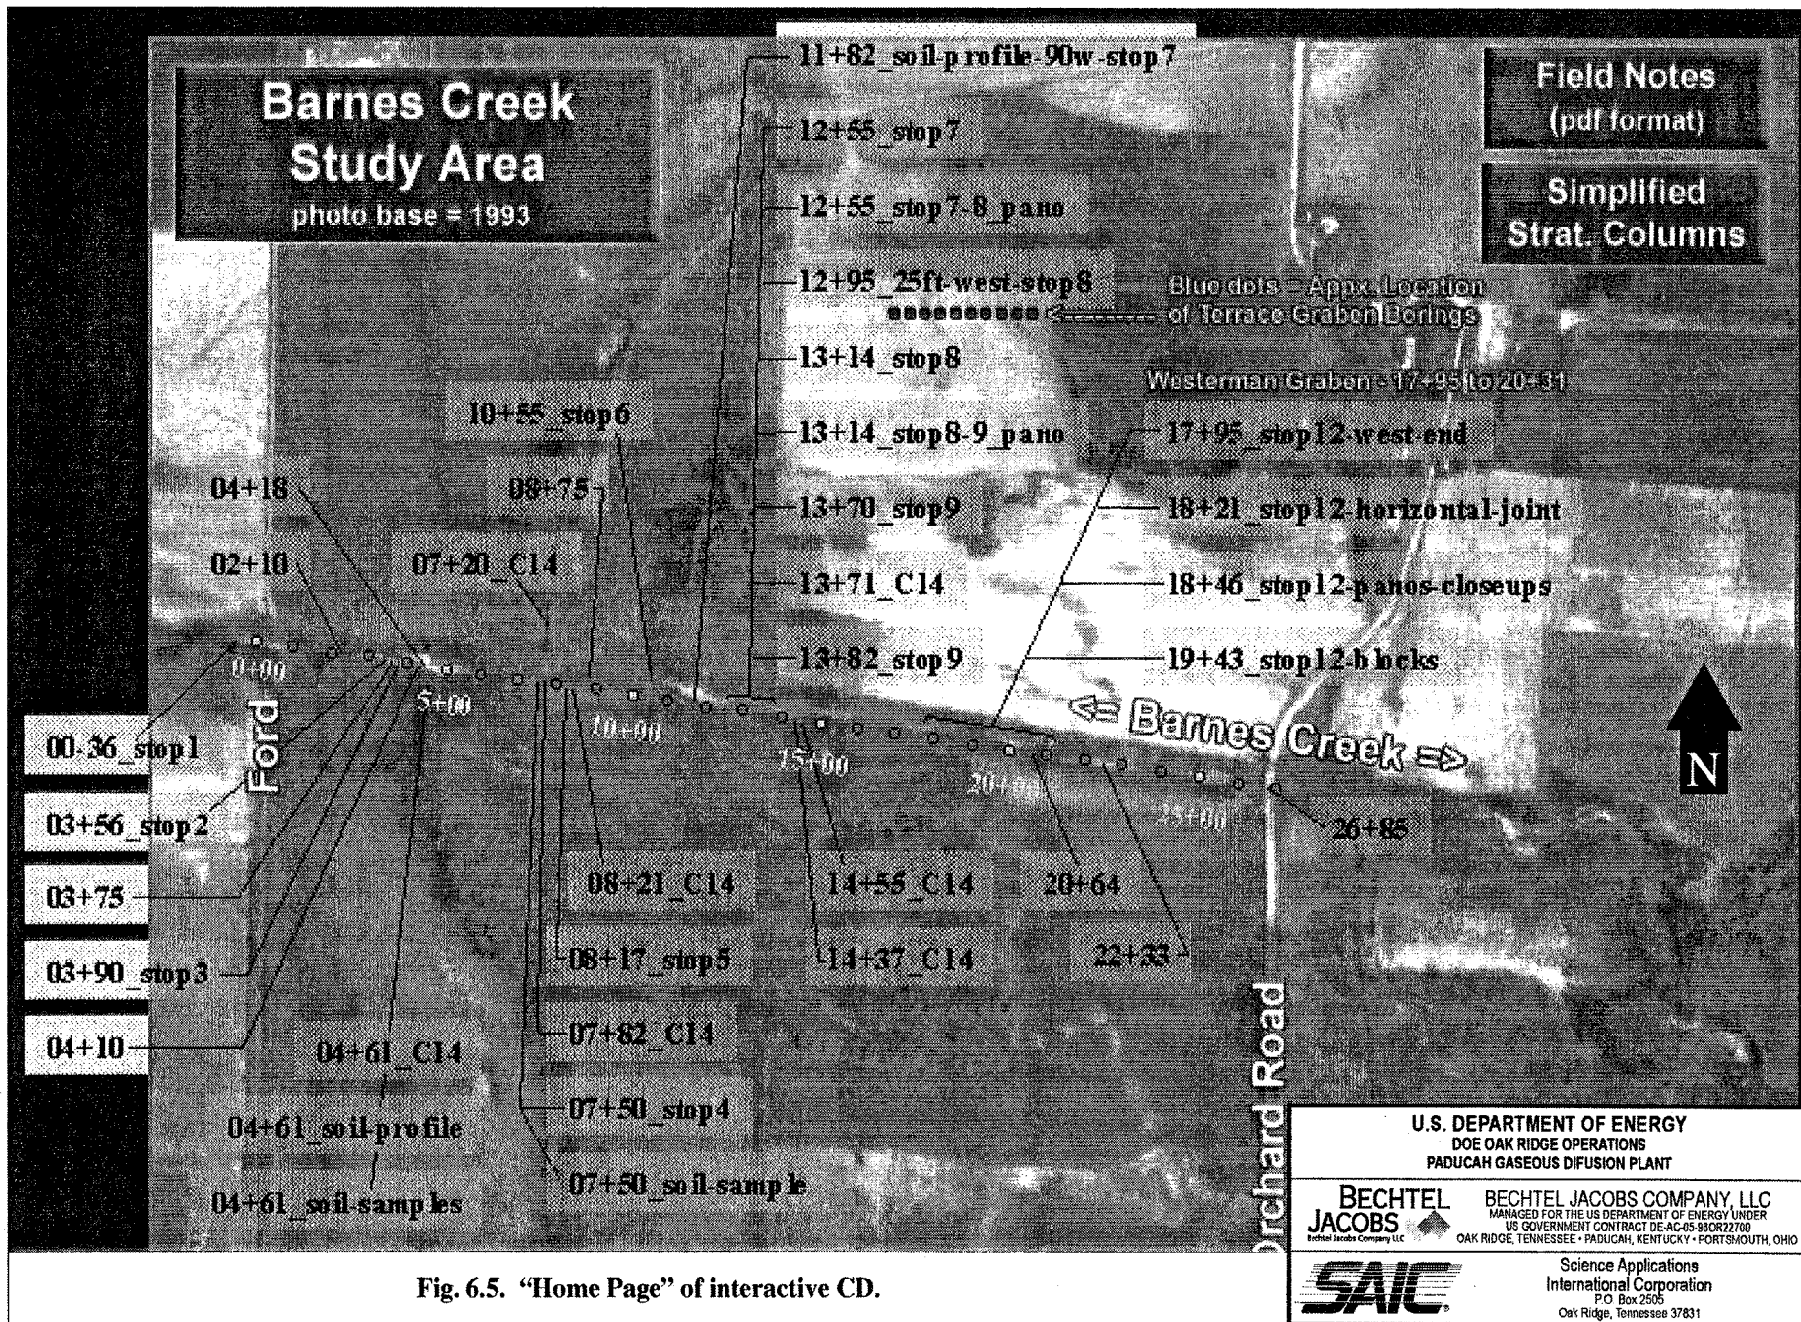 Barnes Creek
Study Area
photo base = 1993
11+82_soil-profile-90w-stop7
12+55_stop7
12+55_stop7-8_pano
12+95_25ft-west-stop8
13+14_stop8
13+14_stop8-9_pano
13+70_stop9
13+71_C14
13+82_stop9
Field Notes
(pdf format)
Simplified
Strat. Columns
Blue dots = Appx. Location
of Terrace Graben Borings
Westerman Graben - 17+95 to 20+31
17+95_stop12-west-end
18+21_stop12-horizontal-joint
18+46_stop12-panos-closeups
19+43_stop12-blocks
10+55_stop6
04+18
08+75
02+10
07+20_C14
0+00
5+00
10+00
15+00
20+00
25+00
Ford
<= Barnes Creek =>
N
00-36_stop1
03+56_stop2
03+75
03+90_stop3
04+10
26+85
08+21_C14
14+55_C14
20+64
08+17_stop5
14+37_C14
22+33
07+82_C14
04+61_C14
07+50_stop4
04+61_soil-profile
07+50_soil-sample
04+61_soil-samples
Orchard Road
U.S. DEPARTMENT OF ENERGY
DOE OAK RIDGE OPERATIONS
PADUCAH GASEOUS DIFUSION PLANT
BECHTEL
JACOBS
Bechtel Jacobs Company LLC
BECHTEL JACOBS COMPANY, LLC
MANAGED FOR THE US DEPARTMENT OF ENERGY UNDER
US GOVERNMENT CONTRACT DE-AC-05-98OR22700
OAK RIDGE, TENNESSEE • PADUCAH, KENTUCKY • PORTSMOUTH, OHIO
SAIC
Science Applications
International Corporation
P.O. Box 2505
Oak Ridge, Tennessee 37831
Fig. 6.5. “Home Page” of interactive CD.